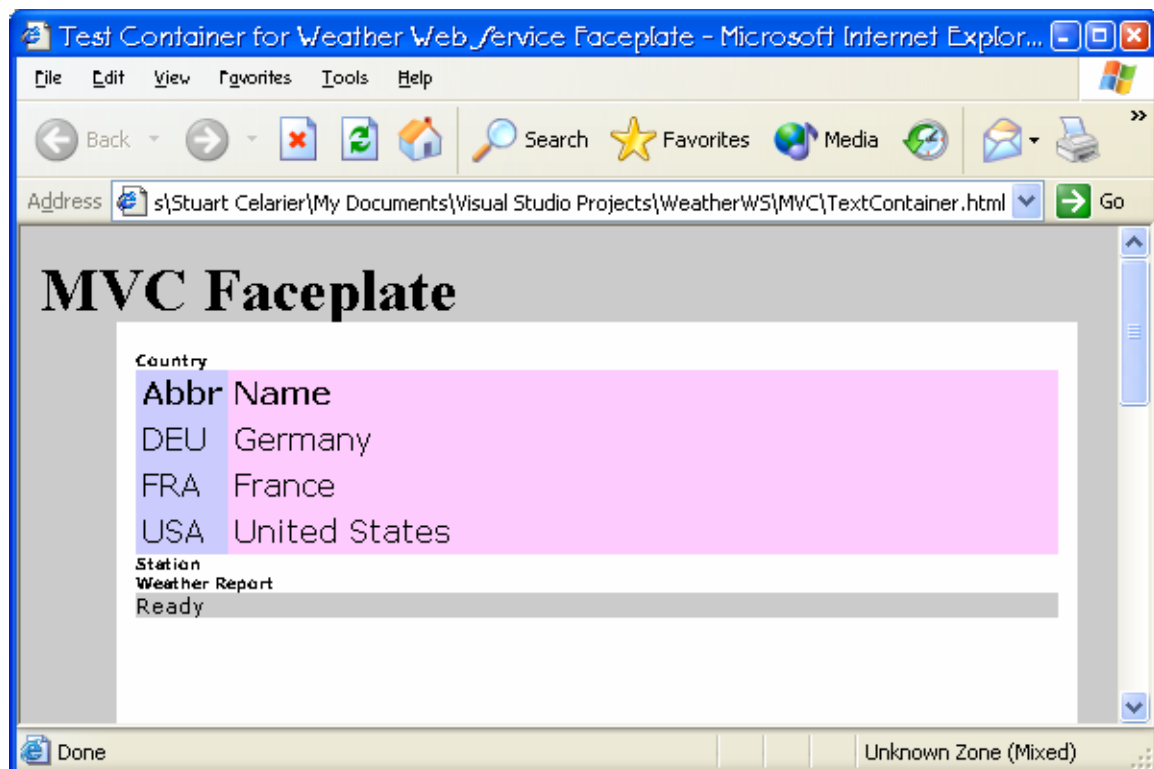 Test Container for Weather Web Service Faceplate - Microsoft Internet Explor...
File Edit View Favorites Tools Help
Back Search Favorites Media »
Address s\Stuart Celarier\My Documents\Visual Studio Projects\WeatherWS\MVC\TextContainer.html Go
MVC Faceplate
Country
Abbr Name
DEU Germany
FRA France
USA United States
Station
Weather Report
Ready
Done Unknown Zone (Mixed)